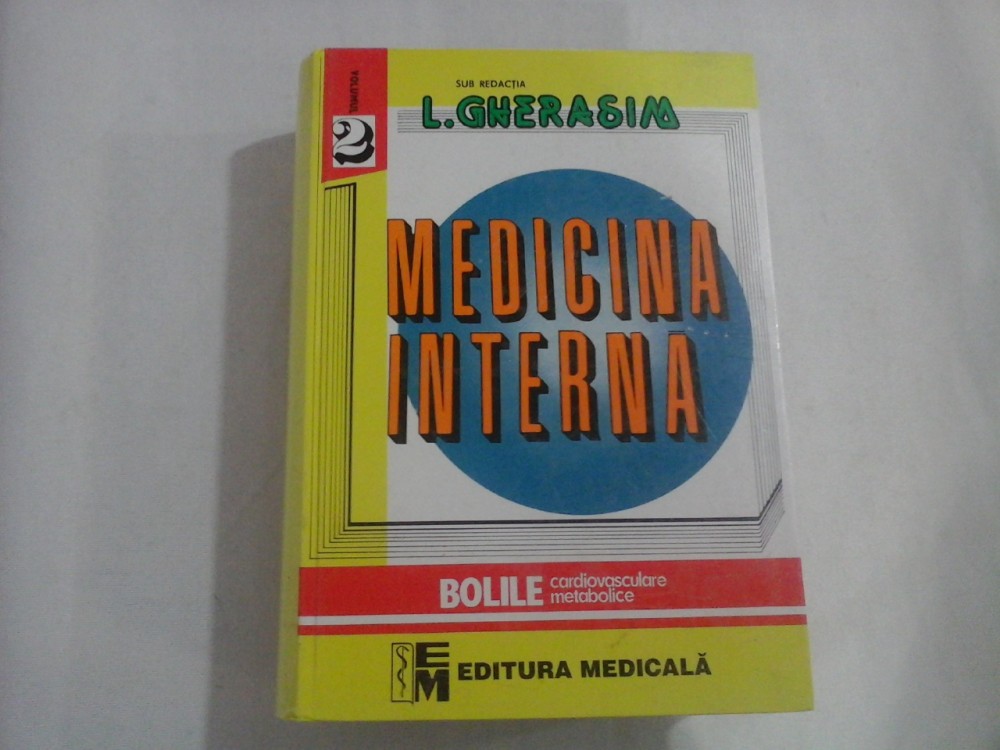 VOLUMUL
2
SUB REDACȚIA
L.GHERASIM
MEDICINA
INTERNA
BOLILE cardiovasculare
metabolice
EM
EDITURA MEDICALĂ